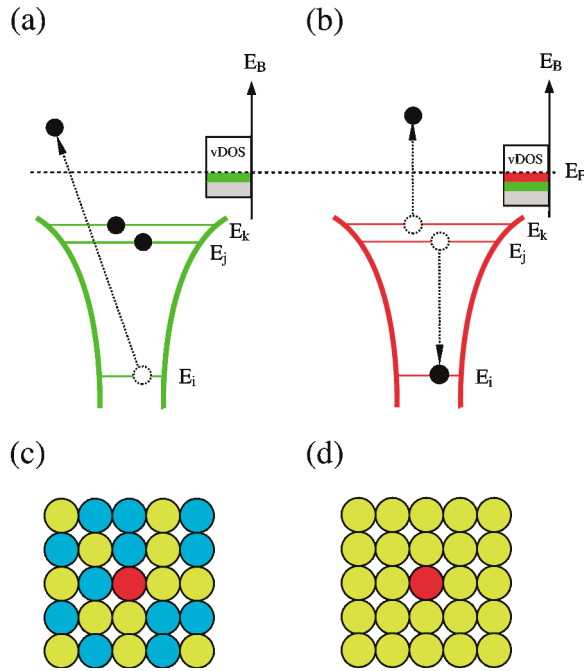 (a)
(b)
E_B
E_B
vDOS
vDOS
E_F
E_k
E_k
E_j
E_j
E_i
E_i
(c)
(d)